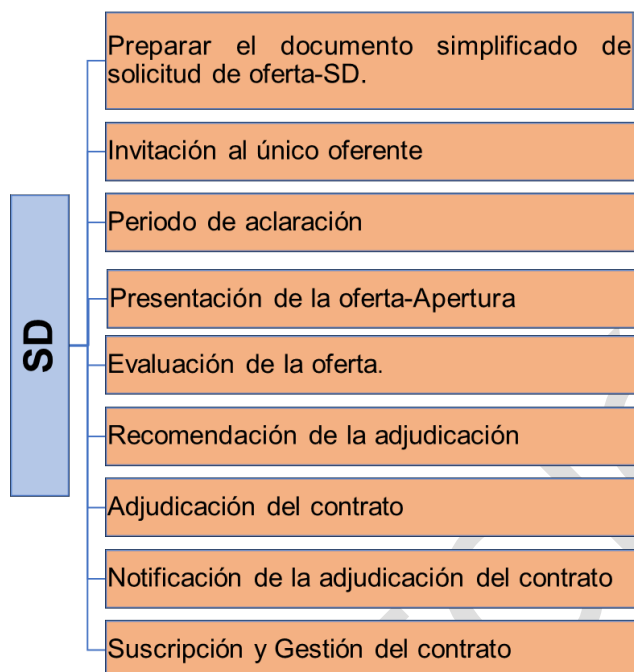 Preparar el documento simplificado de
solicitud de oferta-SD.
Invitación al único oferente
Periodo de aclaración
SD
Presentación de la oferta-Apertura
Evaluación de la oferta.
Recomendación de la adjudicación
Adjudicación del contrato
Notificación de la adjudicación del contrato
Suscripción y Gestión del contrato